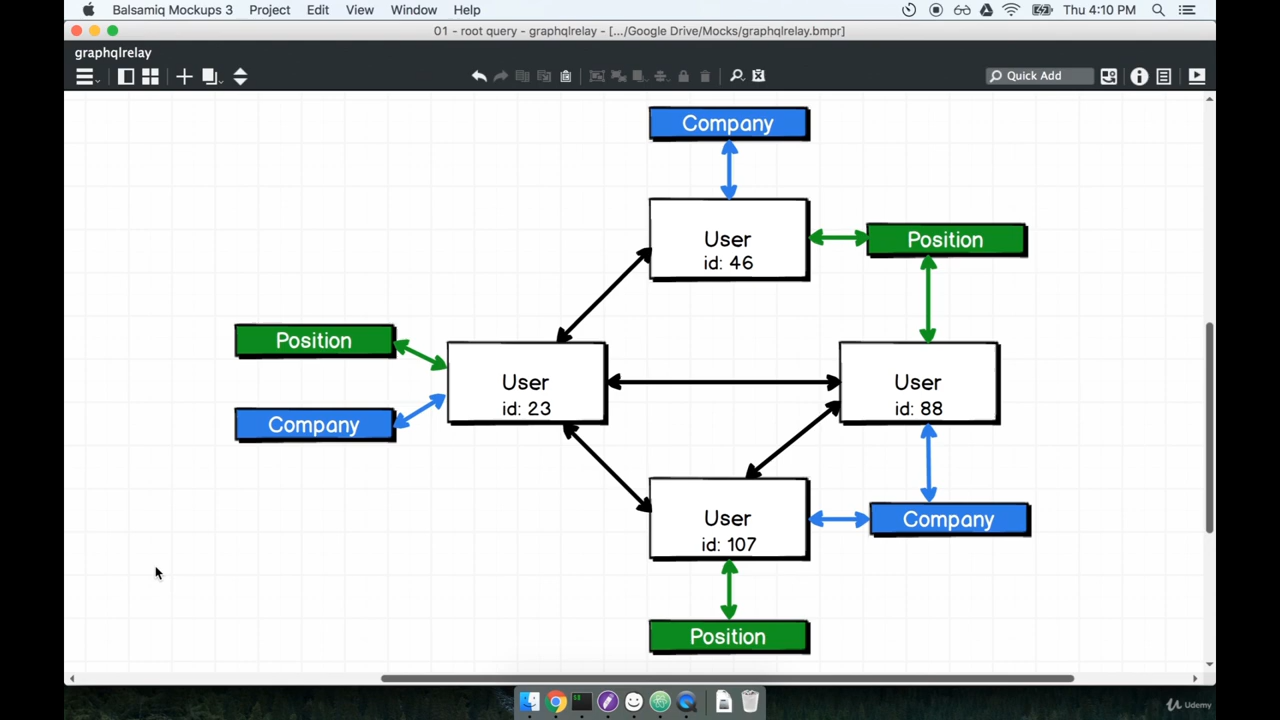 Balsamiq Mockups 3 Project Edit View Window Help Thu 4:10 PM
01 - root query - graphqlrelay - [.../Google Drive/Mocks/graphqlrelay.bmpr]
graphqlrelay
Quick Add
Company
User
id: 46
Position
Position
User
id: 23
User
id: 88
Company
User
id: 107
Company
Position
Udemy